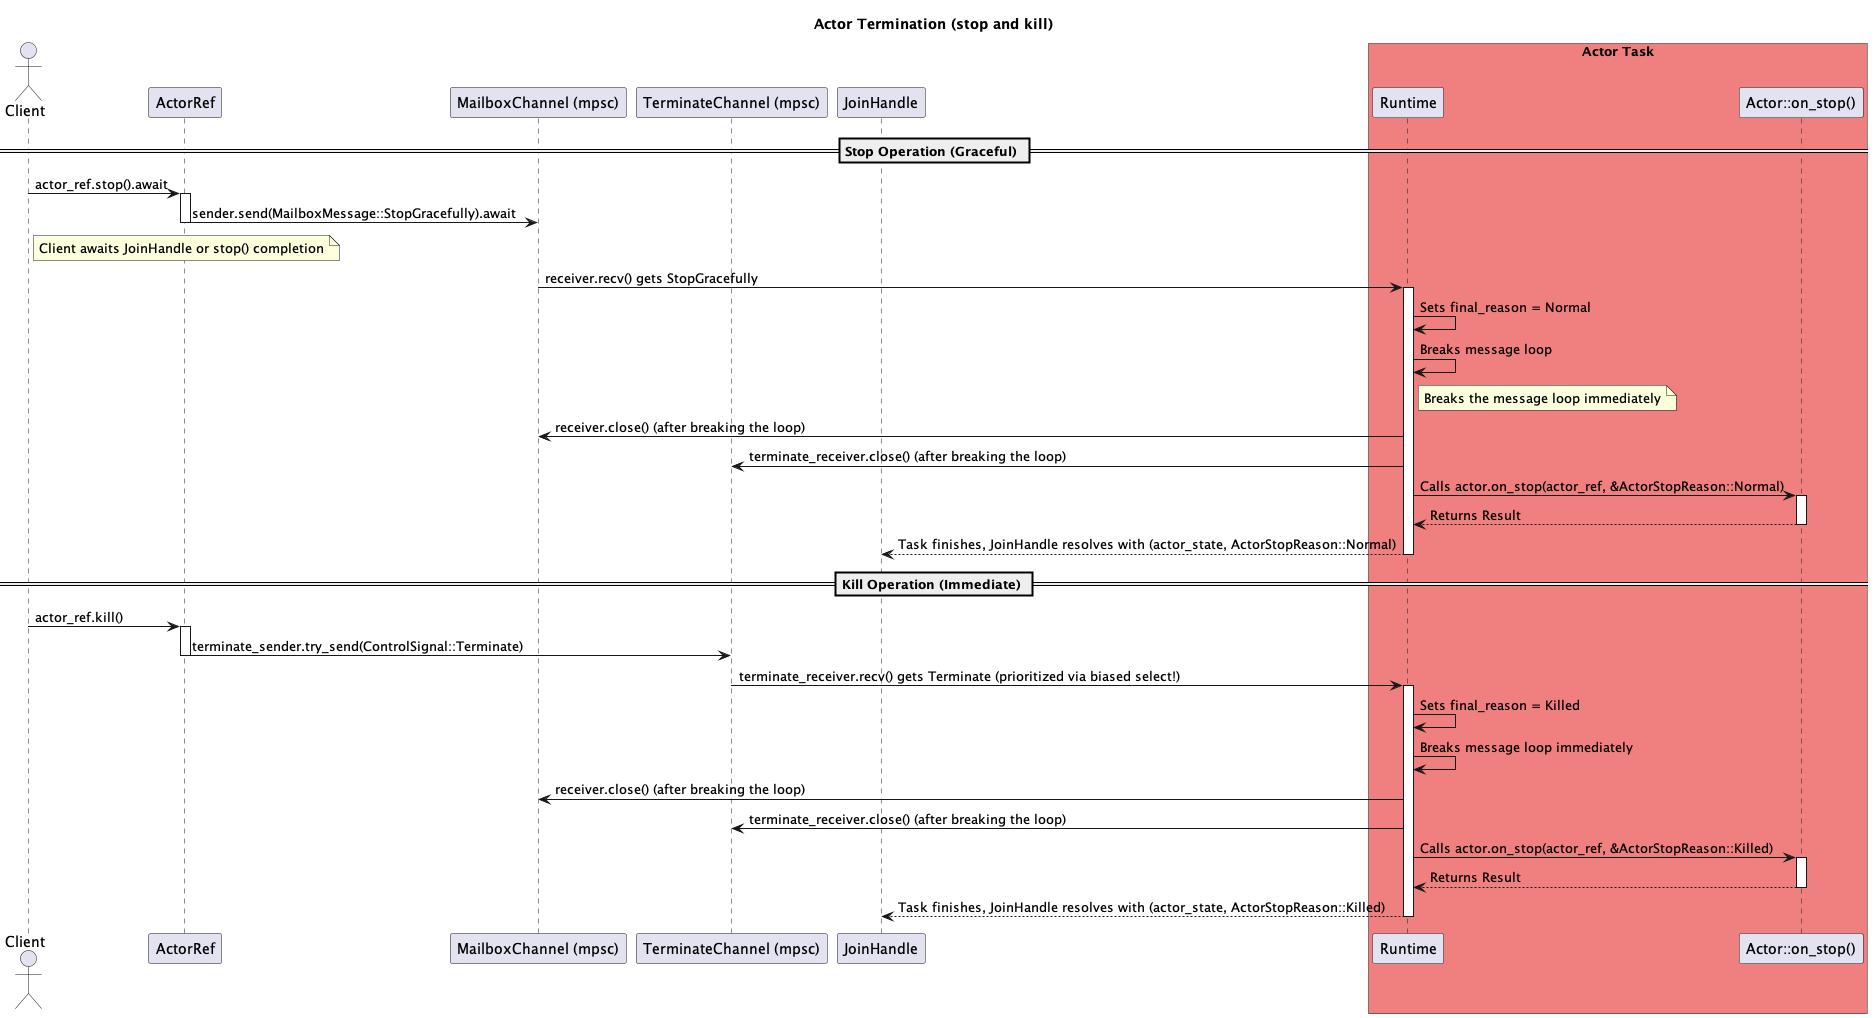 Actor Termination (stop and kill)
Actor Task
Client
ActorRef
MailboxChannel (mpsc)
TerminateChannel (mpsc)
JoinHandle
Runtime
Actor::on_stop()
Stop Operation (Graceful)
actor_ref.stop().await
sender.send(MailboxMessage::StopGracefully).await
Client awaits JoinHandle or stop() completion
receiver.recv() gets StopGracefully
Sets final_reason = Normal
Breaks message loop
Breaks the message loop immediately
receiver.close() (after breaking the loop)
terminate_receiver.close() (after breaking the loop)
Calls actor.on_stop(actor_ref, &ActorStopReason::Normal)
Returns Result
Task finishes, JoinHandle resolves with (actor_state, ActorStopReason::Normal)
Kill Operation (Immediate)
actor_ref.kill()
terminate_sender.try_send(ControlSignal::Terminate)
terminate_receiver.recv() gets Terminate (prioritized via biased select!)
Sets final_reason = Killed
Breaks message loop immediately
receiver.close() (after breaking the loop)
terminate_receiver.close() (after breaking the loop)
Calls actor.on_stop(actor_ref, &ActorStopReason::Killed)
Returns Result
Task finishes, JoinHandle resolves with (actor_state, ActorStopReason::Killed)
Client
ActorRef
MailboxChannel (mpsc)
TerminateChannel (mpsc)
JoinHandle
Runtime
Actor::on_stop()